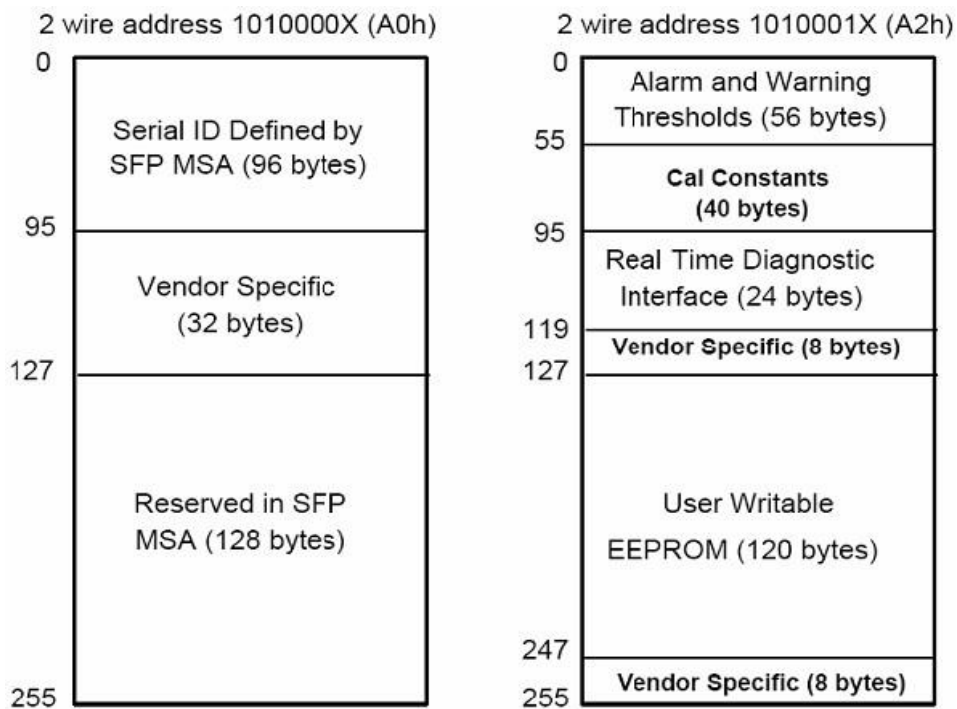 2 wire address 1010000X (A0h)
0
Serial ID Defined by
SFP MSA (96 bytes)
95
Vendor Specific
(32 bytes)
127
Reserved in SFP
MSA (128 bytes)
255
2 wire address 1010001X (A2h)
0
Alarm and Warning
Thresholds (56 bytes)
55
Cal Constants
(40 bytes)
95
Real Time Diagnostic
Interface (24 bytes)
119
Vendor Specific (8 bytes)
127
User Writable
EEPROM (120 bytes)
247
Vendor Specific (8 bytes)
255